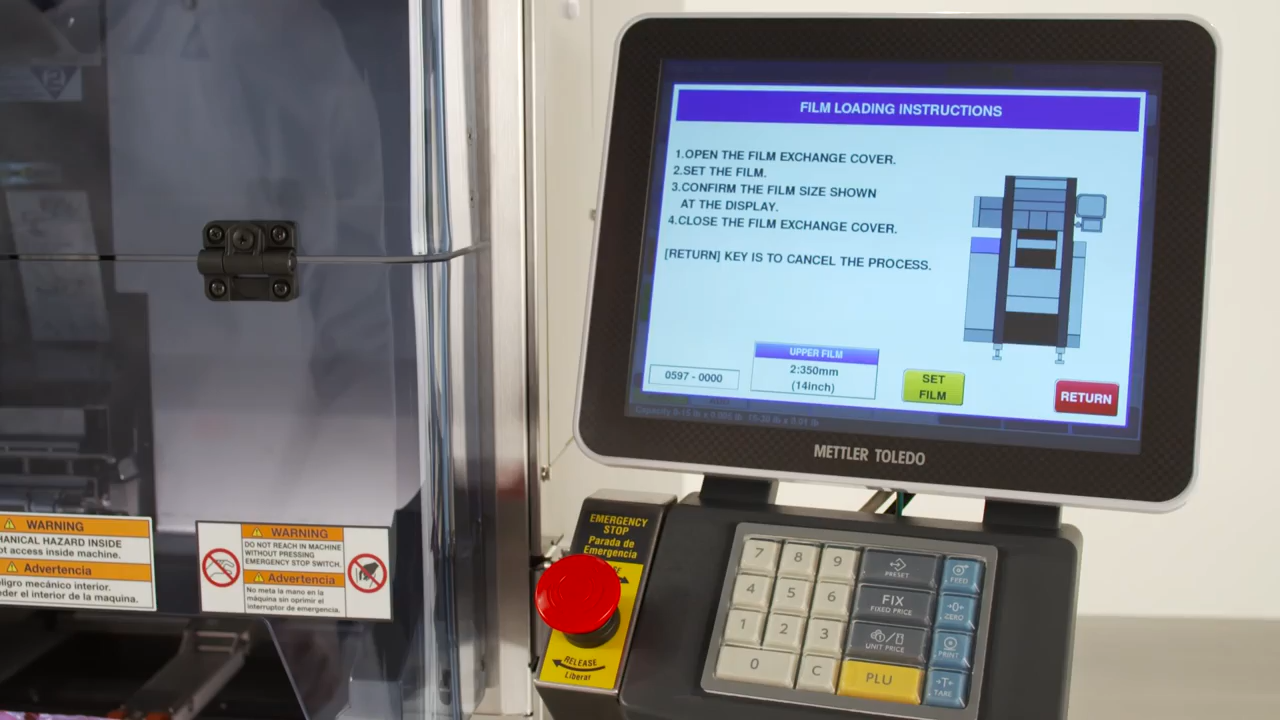 FILM LOADING INSTRUCTIONS
1.OPEN THE FILM EXCHANGE COVER.
2.SET THE FILM.
3.CONFIRM THE FILM SIZE SHOWN
AT THE DISPLAY.
4.CLOSE THE FILM EXCHANGE COVER.
[RETURN] KEY IS TO CANCEL THE PROCESS.
0597 - 0000
UPPER FILM
2:350mm
(14inch)
SET
FILM
RETURN
METTLER TOLEDO
EMERGENCY
STOP
Parada de
Emergencia
RELEASE
Liberat
7 8 9
PRESET
FEED
4 5 6
FIX
FIXED PRICE
ZERO
1 2 3
UNIT PRICE
PRINT
0 C PLU
TARE
WARNING
HANICAL HAZARD INSIDE
ot access inside machine.
Advertencia
eligro mecánico interior.
der el interior de la maquina.
WARNING
DO NOT REACH IN MACHINE
WITHOUT PRESSING
EMERGENCY STOP SWITCH.
Advertencia
No meta la mano en la
máquina sin oprimir el
interruptor de emergencia.